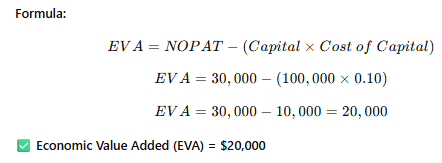 Formula:
EVA = NOPAT − (Capital × Cost of Capital)
EVA = 30,000 − (100,000 × 0.10)
EVA = 30,000 − 10,000 = 20,000
✅ Economic Value Added (EVA) = $20,000